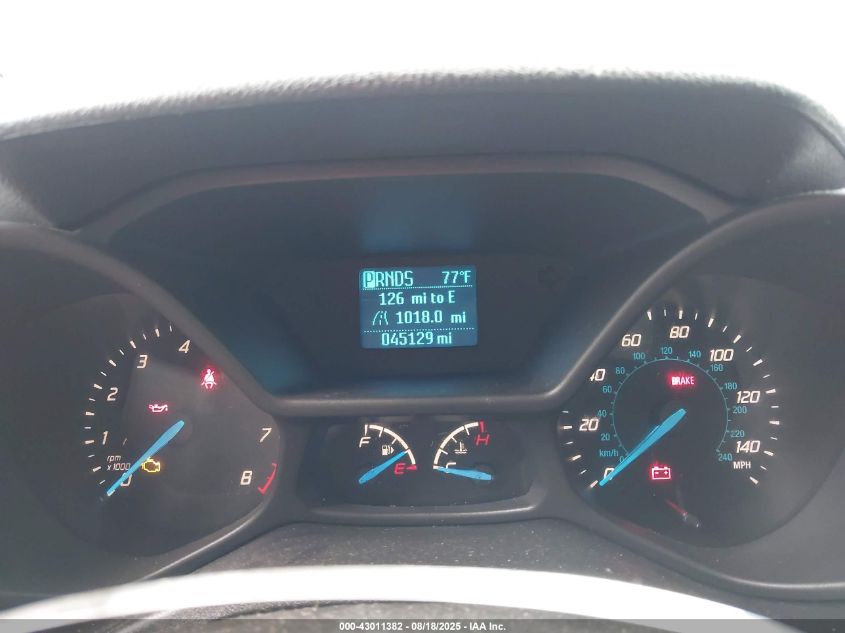 PRNDS 77°F
126 mi to E
1018.0 mi
045129 mi
0 1 2 3 4 7 8
rpm
x1000
F E
C H
0 20 40 60 80 100 120 140
MPH
20 40 60 80 100 120 140 160 180 200 220 240
km/h
BRAKE
000-43011382 - 08/18/2025 - IAA Inc.